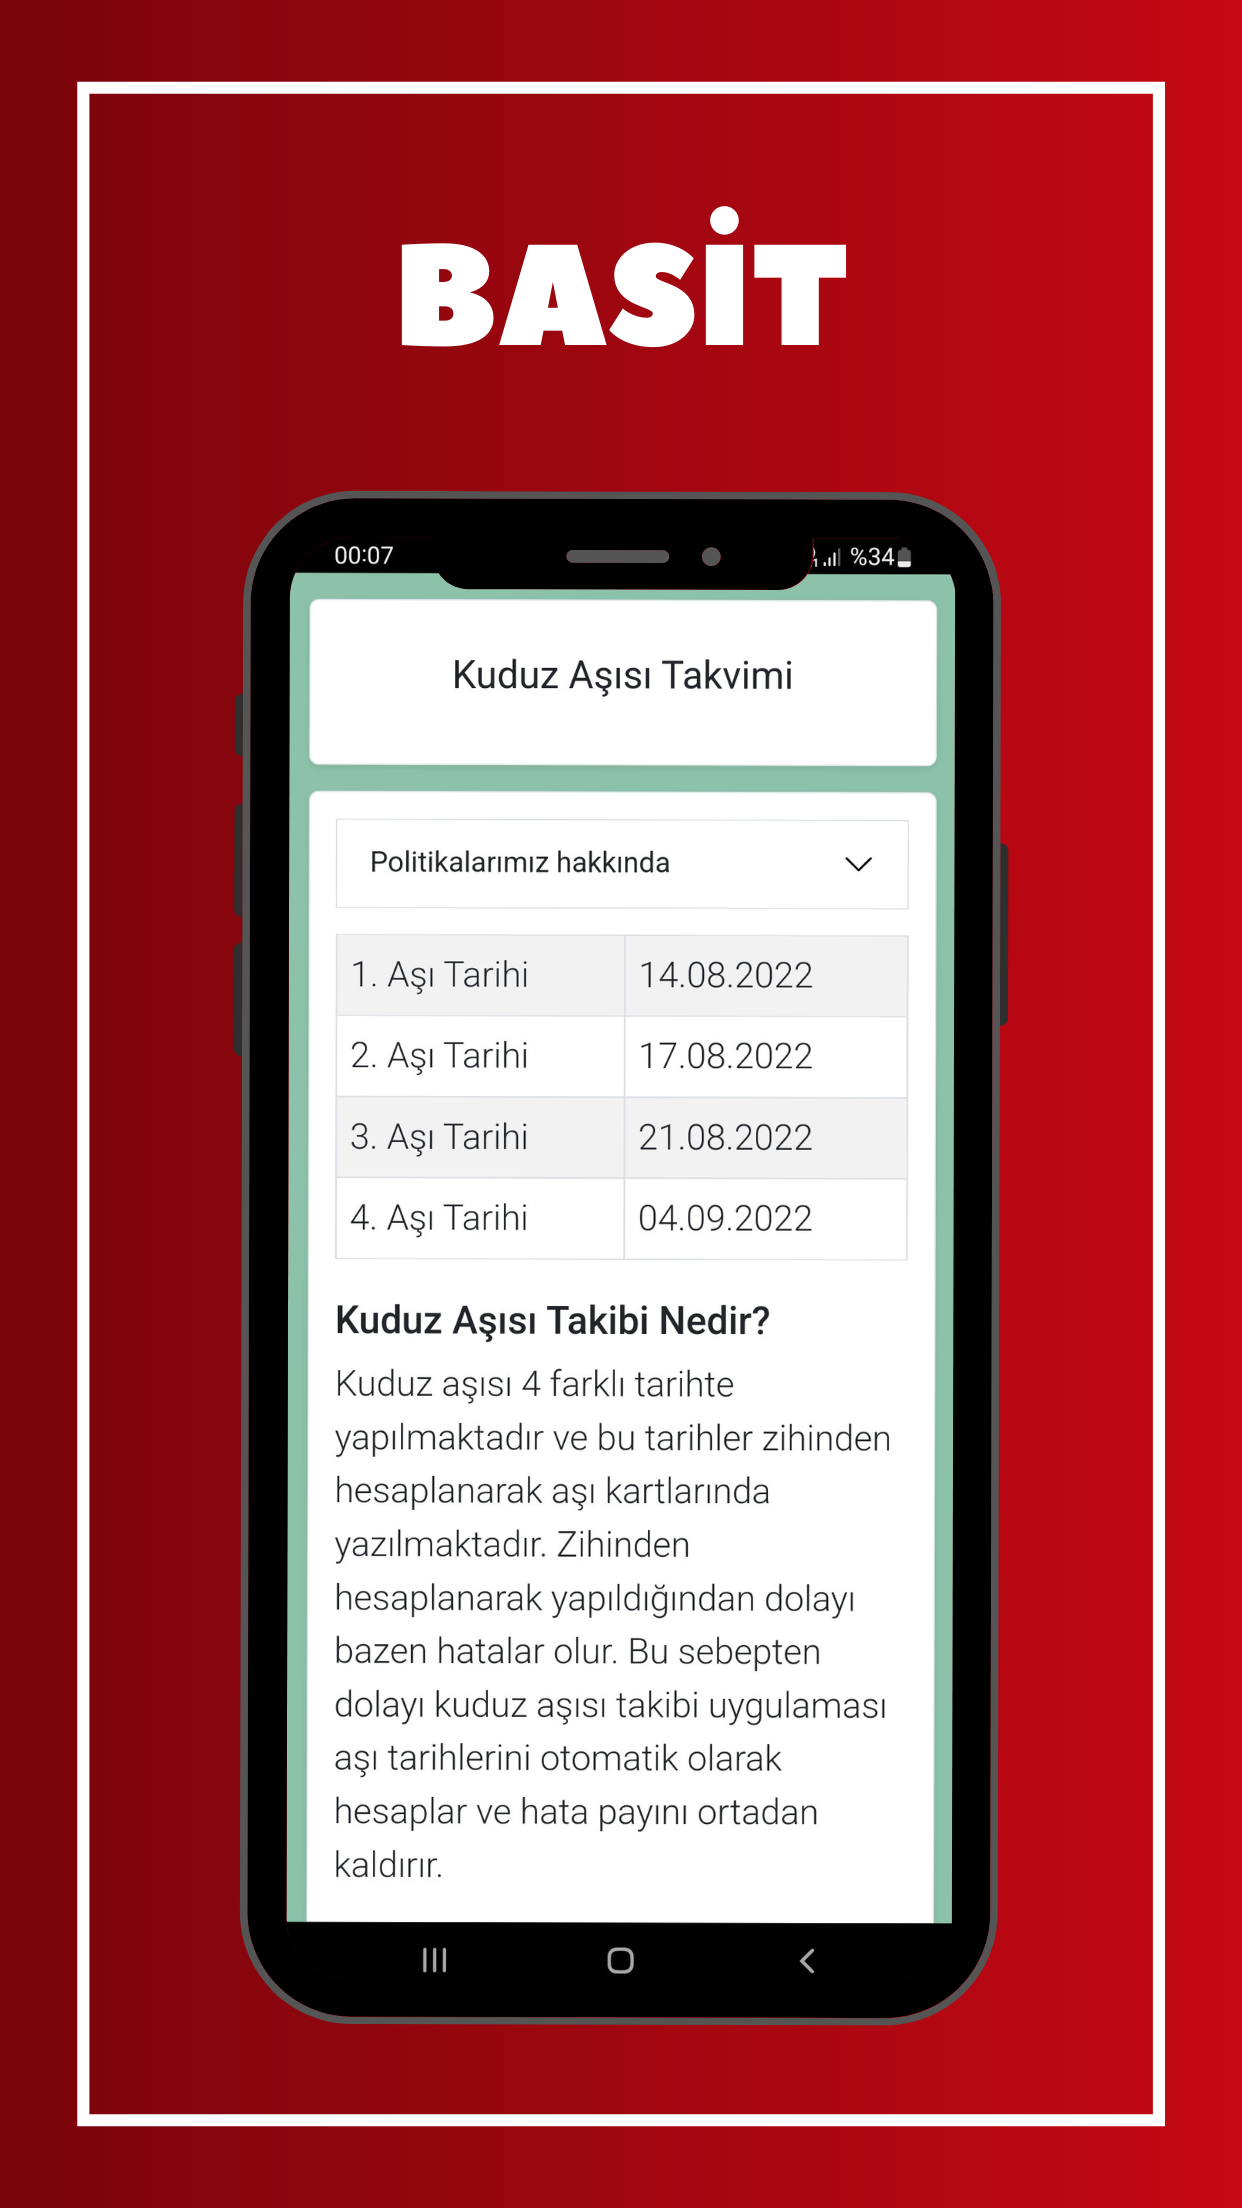 BASİT
00:07
%34
Kuduz Aşısı Takvimi
Politikalarımız hakkında
1. Aşı Tarihi 14.08.2022
2. Aşı Tarihi 17.08.2022
3. Aşı Tarihi 21.08.2022
4. Aşı Tarihi 04.09.2022
Kuduz Aşısı Takibi Nedir?
Kuduz aşısı 4 farklı tarihte
yapılmaktadır ve bu tarihler zihinden
hesaplanarak aşı kartlarında
yazılmaktadır. Zihinden
hesaplanarak yapıldığından dolayı
bazen hatalar olur. Bu sebepten
dolayı kuduz aşısı takibi uygulaması
aşı tarihlerini otomatik olarak
hesaplar ve hata payını ortadan
kaldırır.